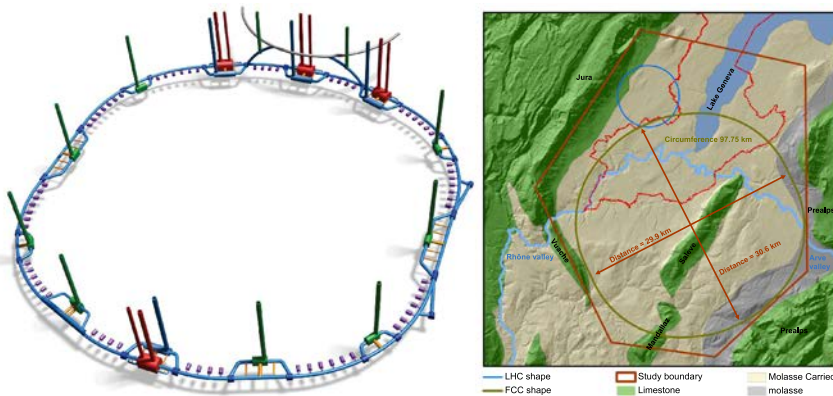 Jura
Lake Geneva
Circumference 97.75 km
Prealps
Rhône valley
Vuache
Distance = 29.9 km
Salève
Distance = 30.6 km
Arve
valley
Mandallaz
Prealps
LHC shape
Study boundary
Molasse Carried
FCC shape
Limestone
molasse